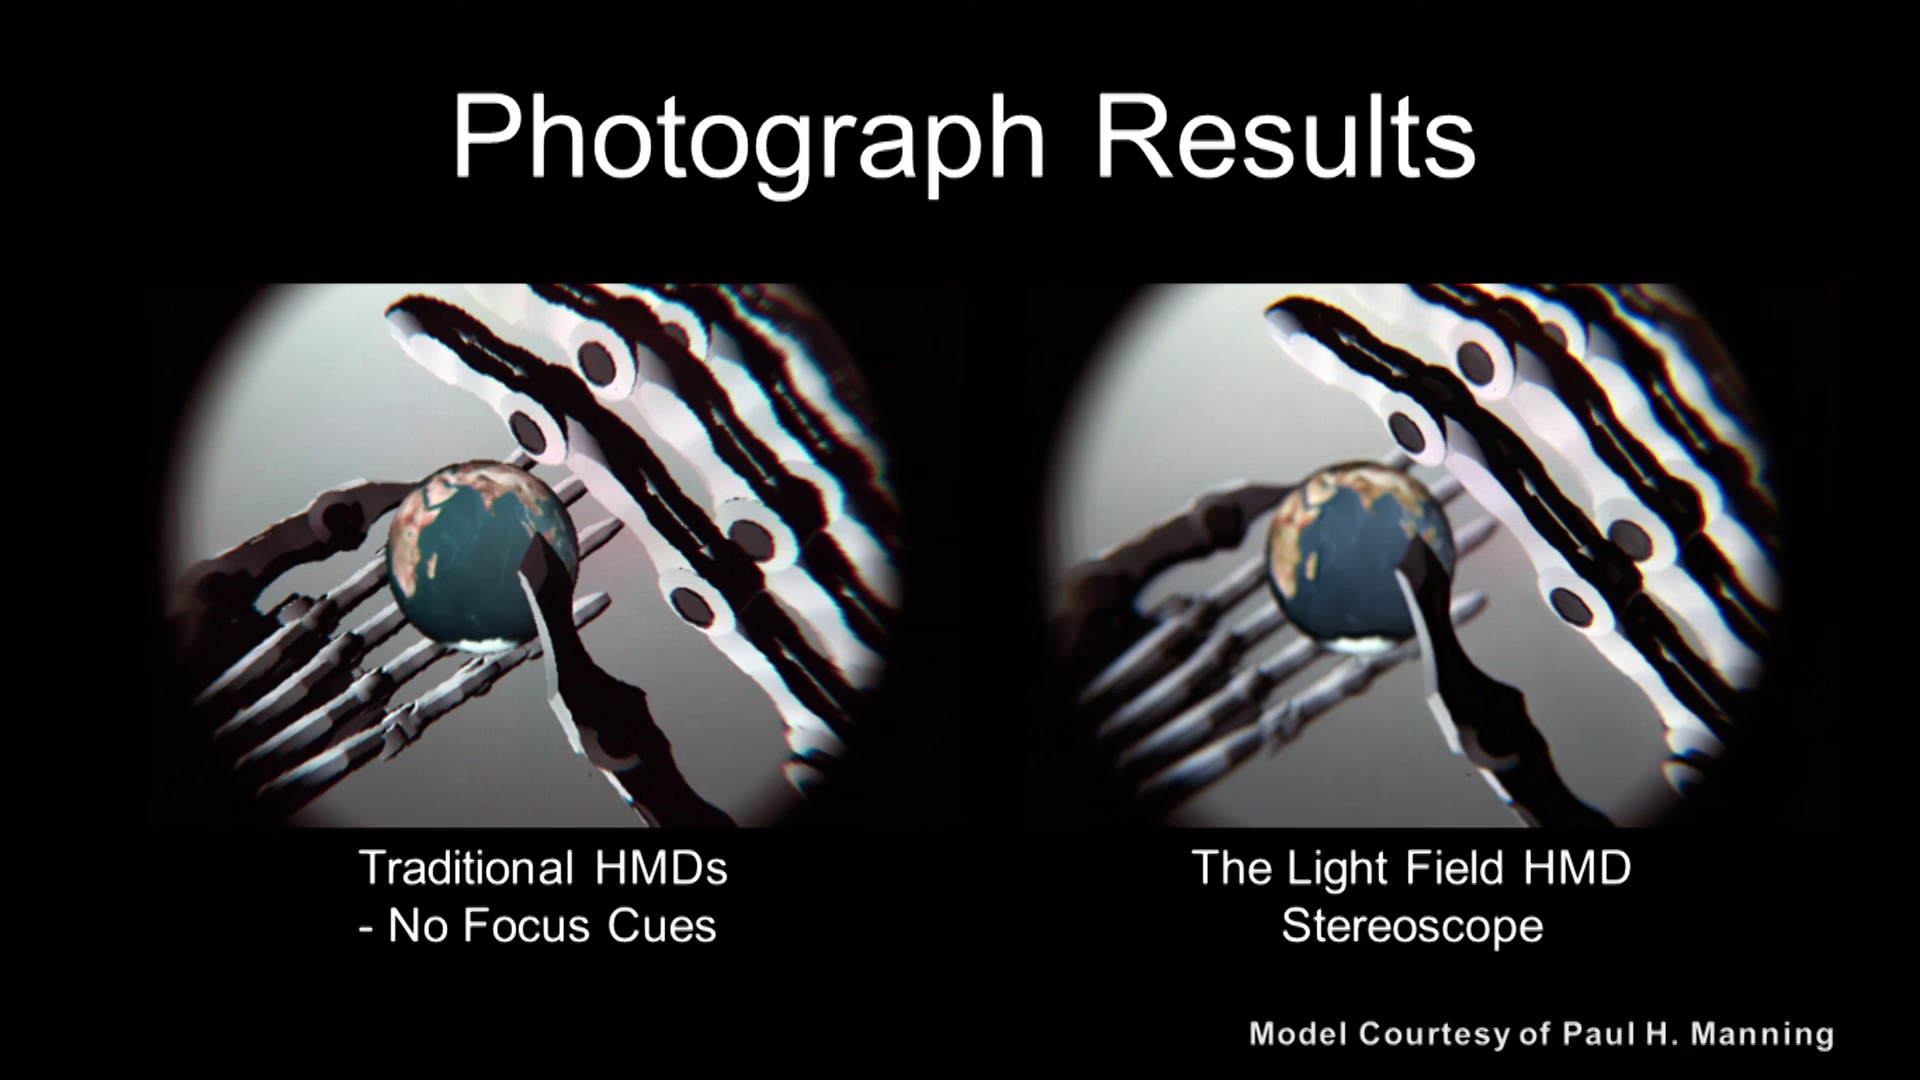 Photograph Results
Traditional HMDs
- No Focus Cues
The Light Field HMD
Stereoscope
Model Courtesy of Paul H. Manning